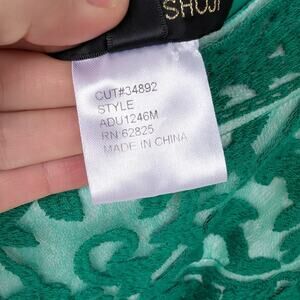 SHOJI
CUT#34892
STYLE
ADU1246M
RN:62825
MADE IN CHINA